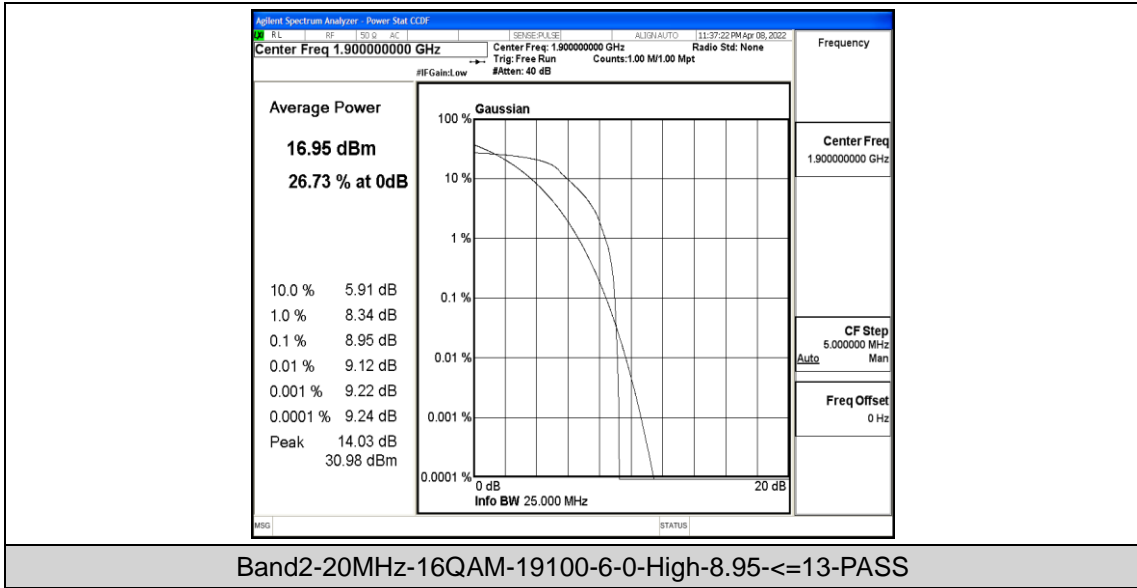 Agilent Spectrum Analyzer - Power Stat CCDF
LXI RL RF 50 Ω AC SENSE:PULSE ALIGNAUTO 11:37:22 PM Apr 08, 2022
Center Freq 1.900000000 GHz
Center Freq: 1.900000000 GHz Radio Std: None
Trig: Free Run Counts:1.00 M/1.00 Mpt
#IFGain:Low #Atten: 40 dB
Frequency
Average Power
16.95 dBm
26.73 % at 0dB
10.0 % 5.91 dB
1.0 % 8.34 dB
0.1 % 8.95 dB
0.01 % 9.12 dB
0.001 % 9.22 dB
0.0001 % 9.24 dB
Peak 14.03 dB
30.98 dBm
Gaussian
100 %
10 %
1 %
0.1 %
0.01 %
0.001 %
0.0001 %
0 dB 20 dB
Info BW 25.000 MHz
Center Freq
1.900000000 GHz
CF Step
5.000000 MHz
Auto Man
Freq Offset
0 Hz
MSG STATUS
Band2-20MHz-16QAM-19100-6-0-High-8.95-<=13-PASS